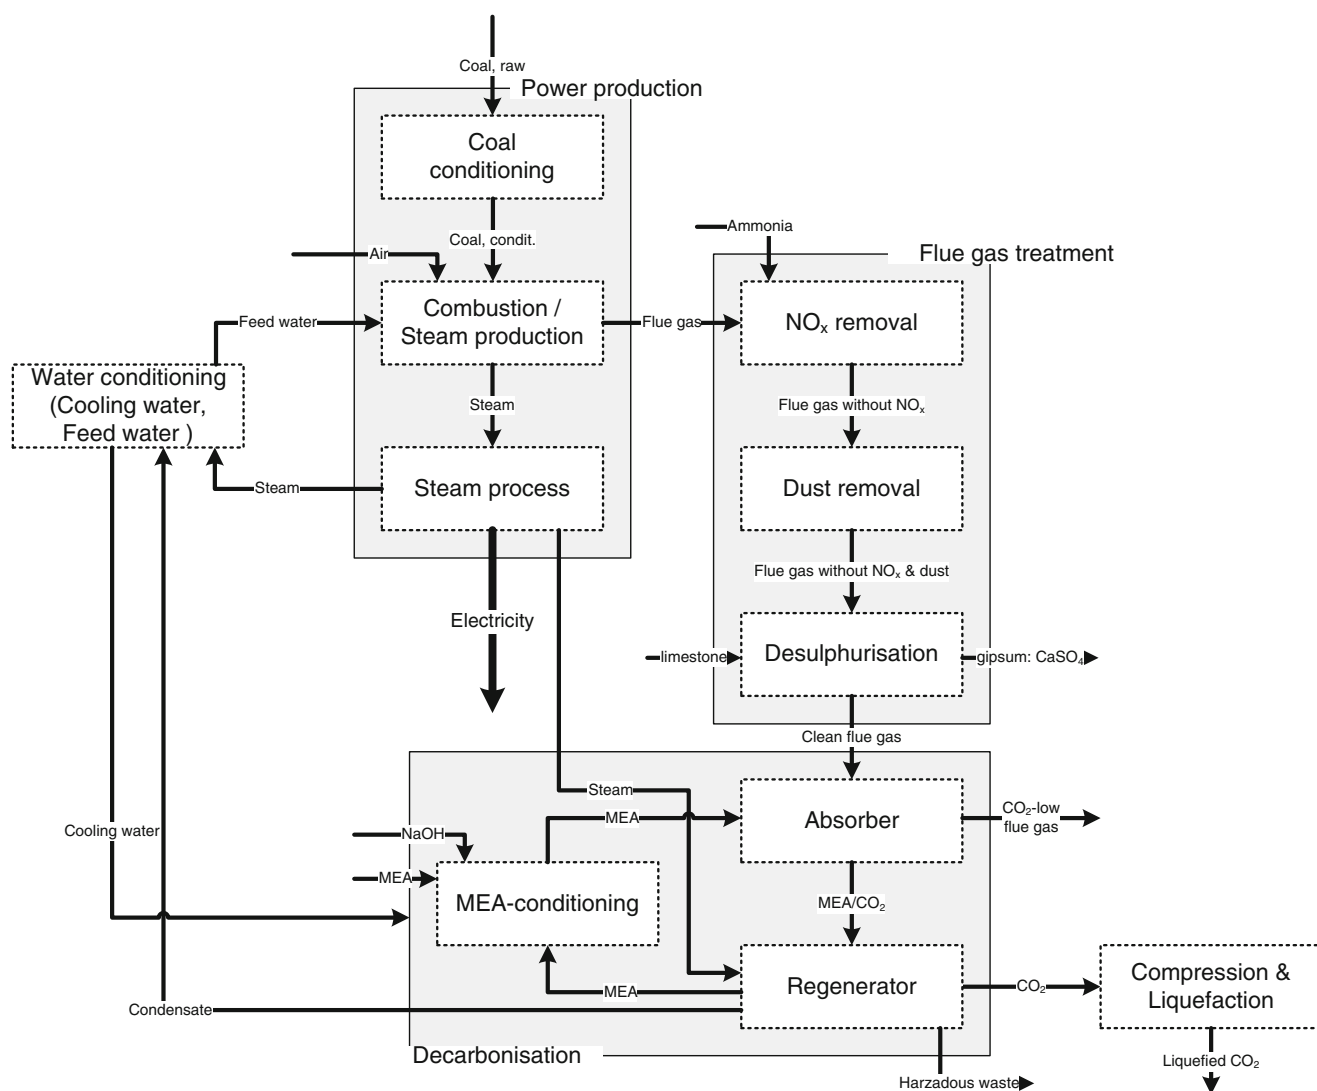 Coal, raw
Power production
Coal
conditioning
Ammonia
Coal, condit.
Air
Flue gas treatment
Combustion /
Steam production
Feed water
Flue gas
NOₓ removal
Water conditioning
(Cooling water,
Feed water )
Steam
Flue gas without NOₓ
Steam
Steam process
Dust removal
Flue gas without NOₓ & dust
Electricity
limestone
Desulphurisation
gipsum: CaSO₄
Clean flue gas
Steam
MEA
Absorber
CO₂-low
flue gas
Cooling water
NaOH
MEA
MEA-conditioning
MEA/CO₂
MEA
Regenerator
CO₂
Compression &
Liquefaction
Condensate
Decarbonisation
Harzadous waste
Liquefied CO₂